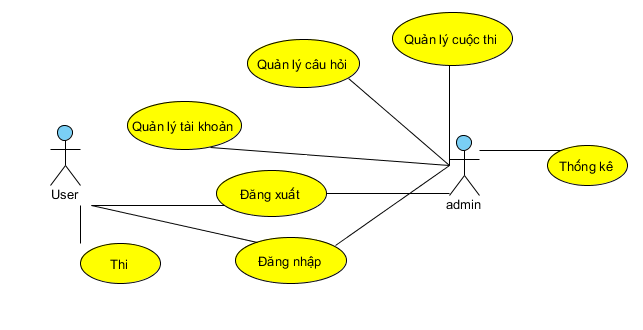 Quản lý cuộc thi
Quản lý câu hỏi
Quản lý tài khoản
Thống kê
User
Đăng xuất
admin
Đăng nhập
Thi